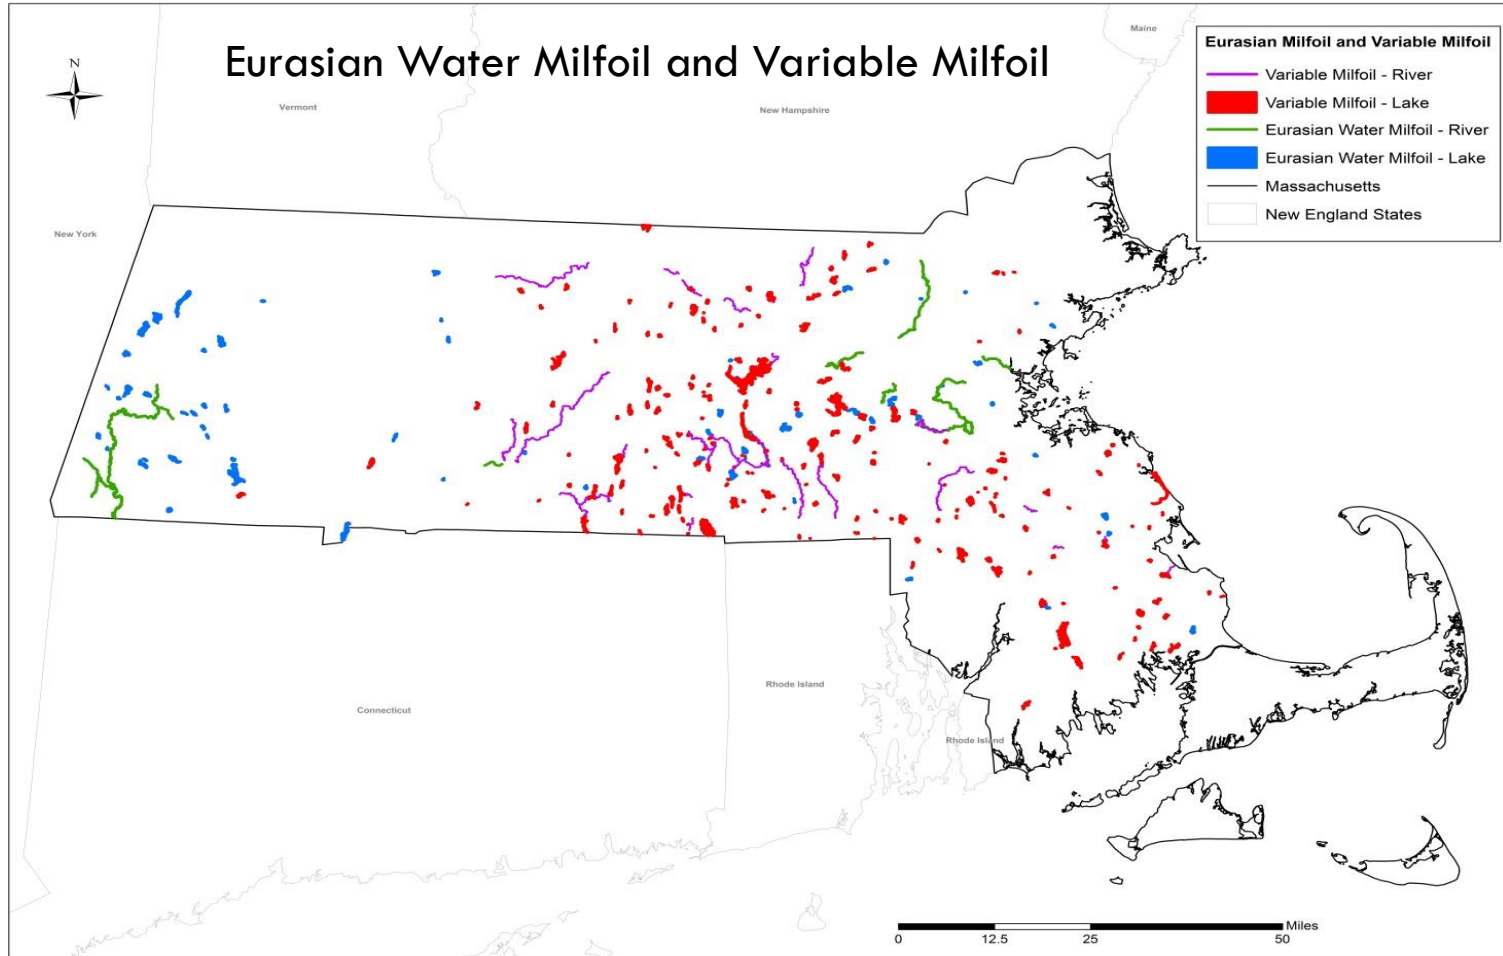 Eurasian Water Milfoil and Variable Milfoil
N
Vermont
New Hampshire
Maine
New York
Connecticut
Rhode Island
Rhode Island
Eurasian Milfoil and Variable Milfoil
Variable Milfoil - River
Variable Milfoil - Lake
Eurasian Water Milfoil - River
Eurasian Water Milfoil - Lake
Massachusetts
New England States
Miles
0 12.5 25 50